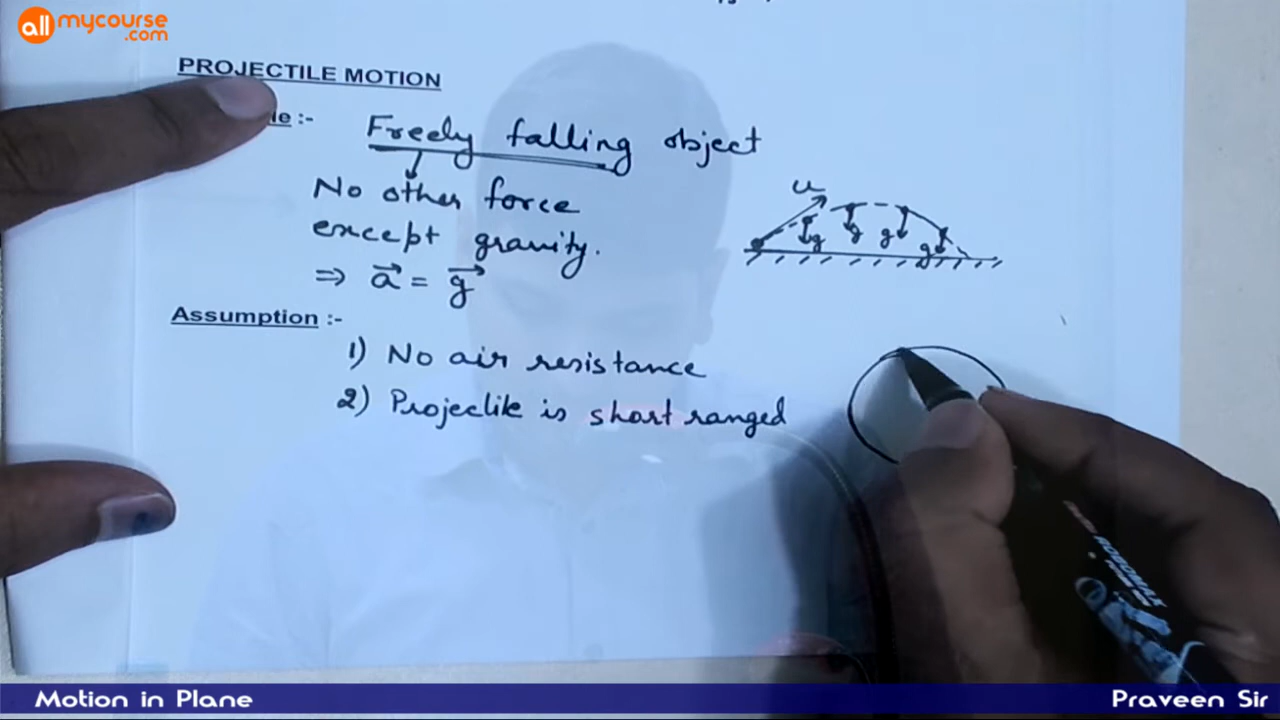 allmycourse
.com
PROJECTILE MOTION
:-
Freely falling object
No other force
except gravity.
⇒ a⃗ = g⃗
u
g g g g
Assumption :-
1) No air resistance
2) Projectile is short ranged
Motion in Plane
Praveen Sir